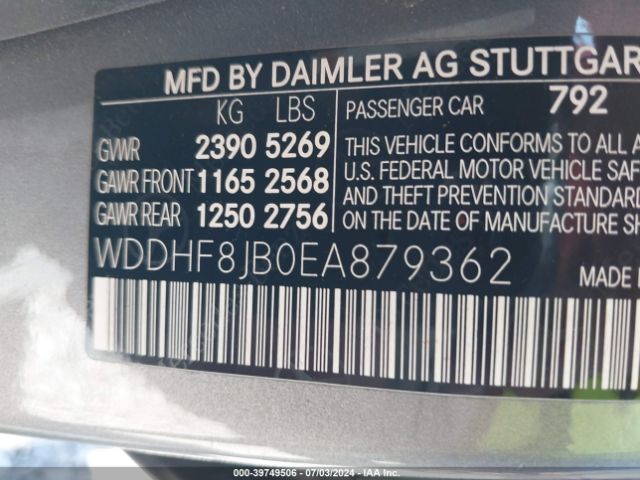 MFD BY DAIMLER AG STUTTGAR
KG LBS
PASSENGER CAR 792
GVWR 2390 5269
GAWR FRONT 1165 2568
GAWR REAR 1250 2756
THIS VEHICLE CONFORMS TO ALL A
U.S. FEDERAL MOTOR VEHICLE SAF
AND THEFT PREVENTION STANDARD
ON THE DATE OF MANUFACTURE SH
WDDHF8JB0EA879362
MADE
000-39749506 - 07/03/2024 - IAA Inc.